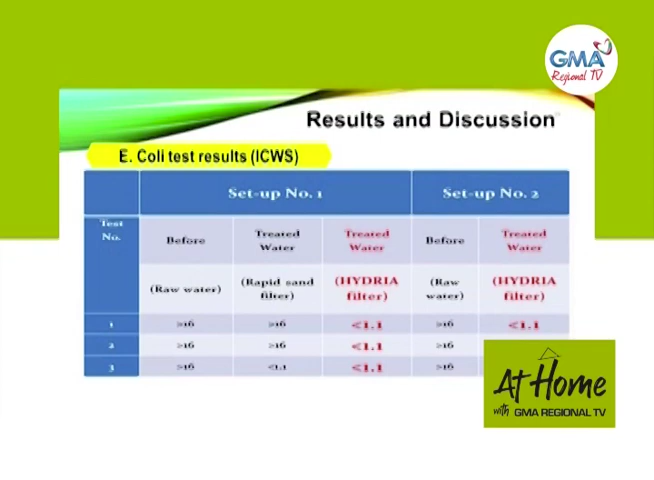 GMA
Regional TV
Results and Discussion
E. Coli test results (ICWS)
Set-up No. 1 Set-up No. 2
Test No. Before Treated Water Treated Water Before Treated Water
(Raw water) (Rapid sand filter) (HYDRIA filter) (Raw water) (HYDRIA filter)
1 >16 >16 <1.1 >16 <1.1
2 >16 >16 <1.1 >16
3 >16 <1.1 <1.1 >16
At Home
with GMA REGIONAL TV